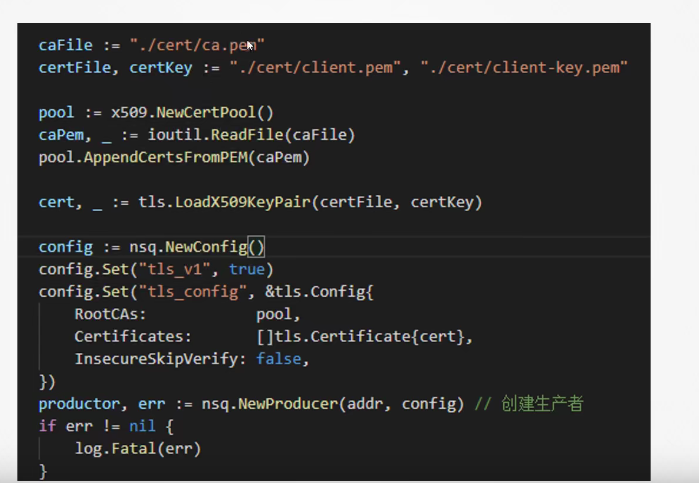 caFile := "./cert/ca.pem"
certFile, certKey := "./cert/client.pem", "./cert/client-key.pem"
pool := x509.NewCertPool()
caPem, _ := ioutil.ReadFile(caFile)
pool.AppendCertsFromPEM(caPem)
cert, _ := tls.LoadX509KeyPair(certFile, certKey)
config := nsq.NewConfig()
config.Set("tls_v1", true)
config.Set("tls_config", &tls.Config{
    RootCAs:            pool,
    Certificates:       []tls.Certificate{cert},
    InsecureSkipVerify: false,
})
productor, err := nsq.NewProducer(addr, config) // 创建生产者
if err != nil {
    log.Fatal(err)
}